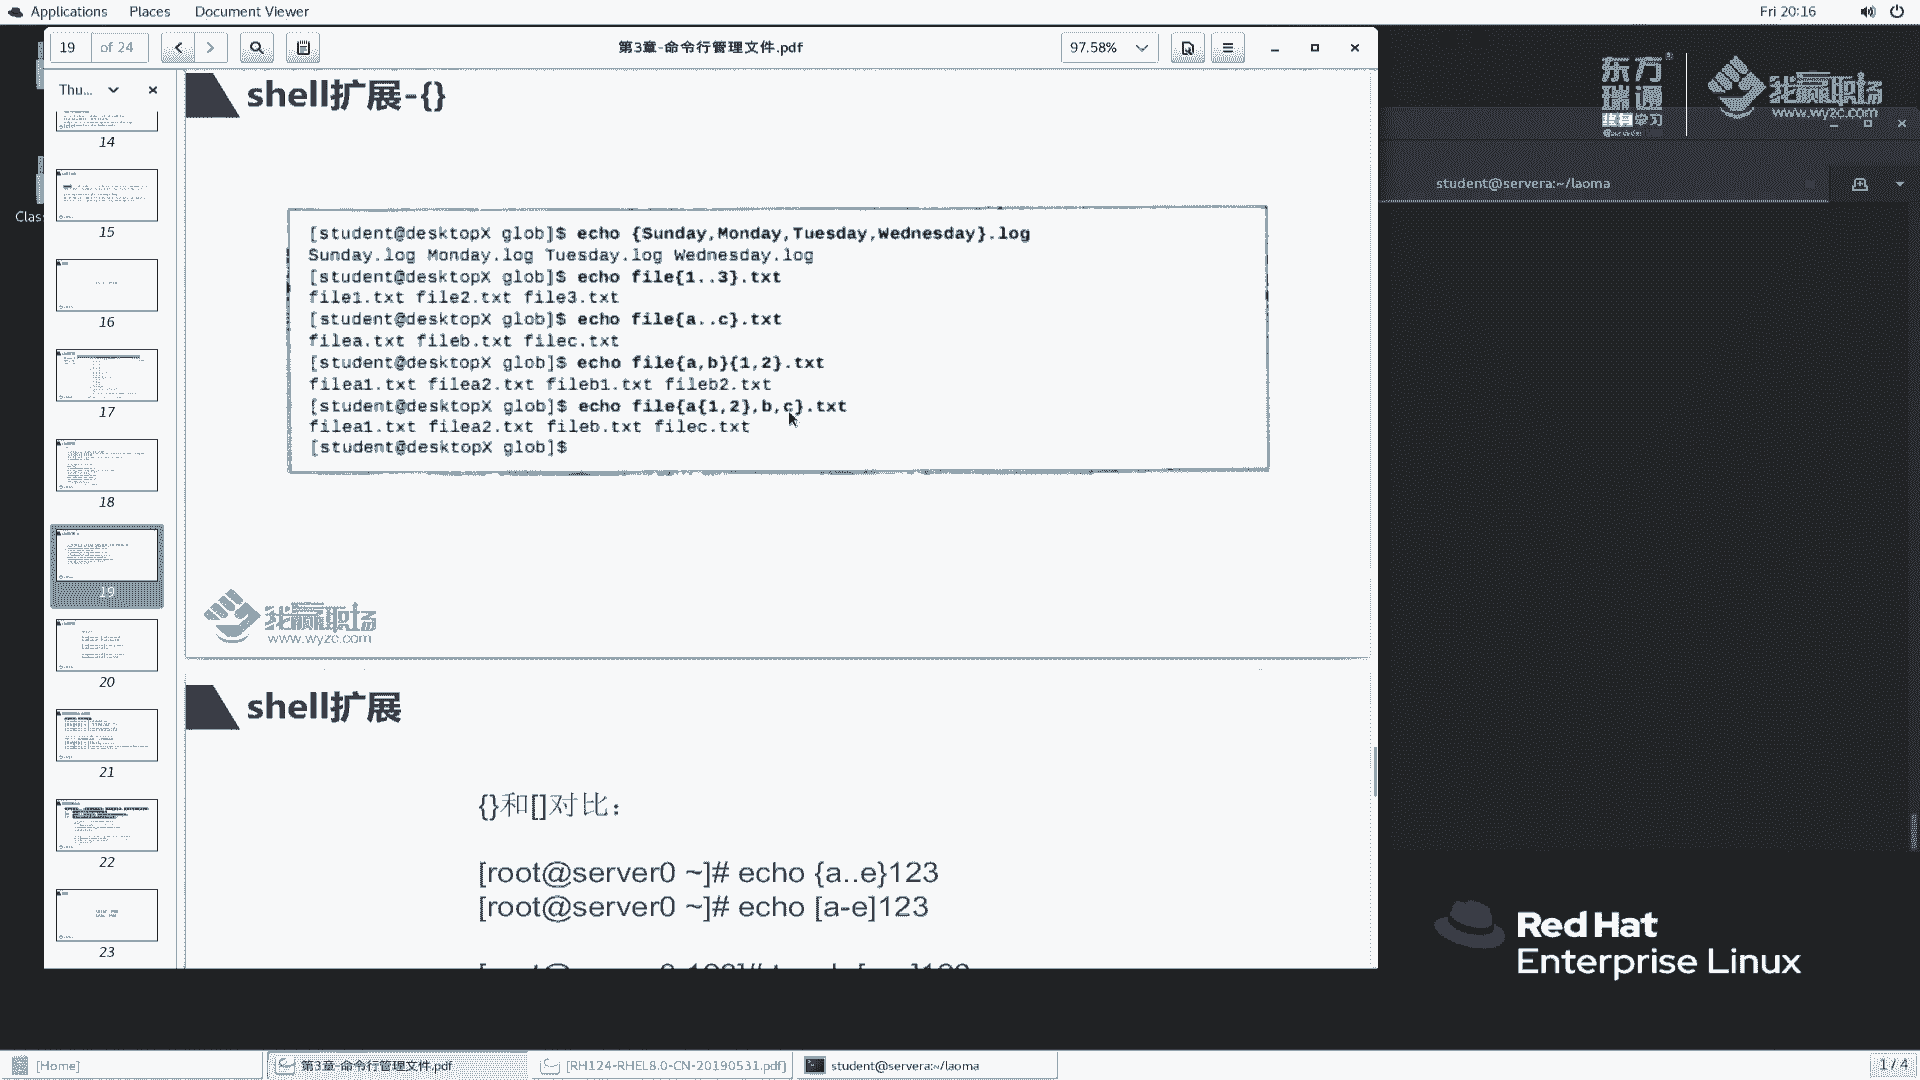 Applications Places Document Viewer
Fri 20:16
19 of 24
第3章-命令行管理文件.pdf
97.58%
Thu...
14
15
16
17
18
19
20
21
22
23
shell扩展-{}
[student@desktopX glob]$ echo {Sunday,Monday,Tuesday,Wednesday}.log
Sunday.log Monday.log Tuesday.log Wednesday.log
[student@desktopX glob]$ echo file{1..3}.txt
file1.txt file2.txt file3.txt
[student@desktopX glob]$ echo file{a..c}.txt
filea.txt fileb.txt filec.txt
[student@desktopX glob]$ echo file{a,b}{1,2}.txt
filea1.txt filea2.txt fileb1.txt fileb2.txt
[student@desktopX glob]$ echo file{a{1,2},b,c}.txt
filea1.txt filea2.txt fileb.txt filec.txt
[student@desktopX glob]$
我赢职场
www.wyzc.com
shell扩展
{}和[]对比：
[root@server0 ~]# echo {a..e}123
[root@server0 ~]# echo [a-e]123
东方
瑞通
终身学习
我赢职场
www.wyzc.com
student@servera:~/laoma
Clas
Red Hat
Enterprise Linux
[Home]
第3章-命令行管理文件.pdf
[RH124-RHEL8.0-CN-20190531.pdf]
student@servera:~/laoma
1 / 4